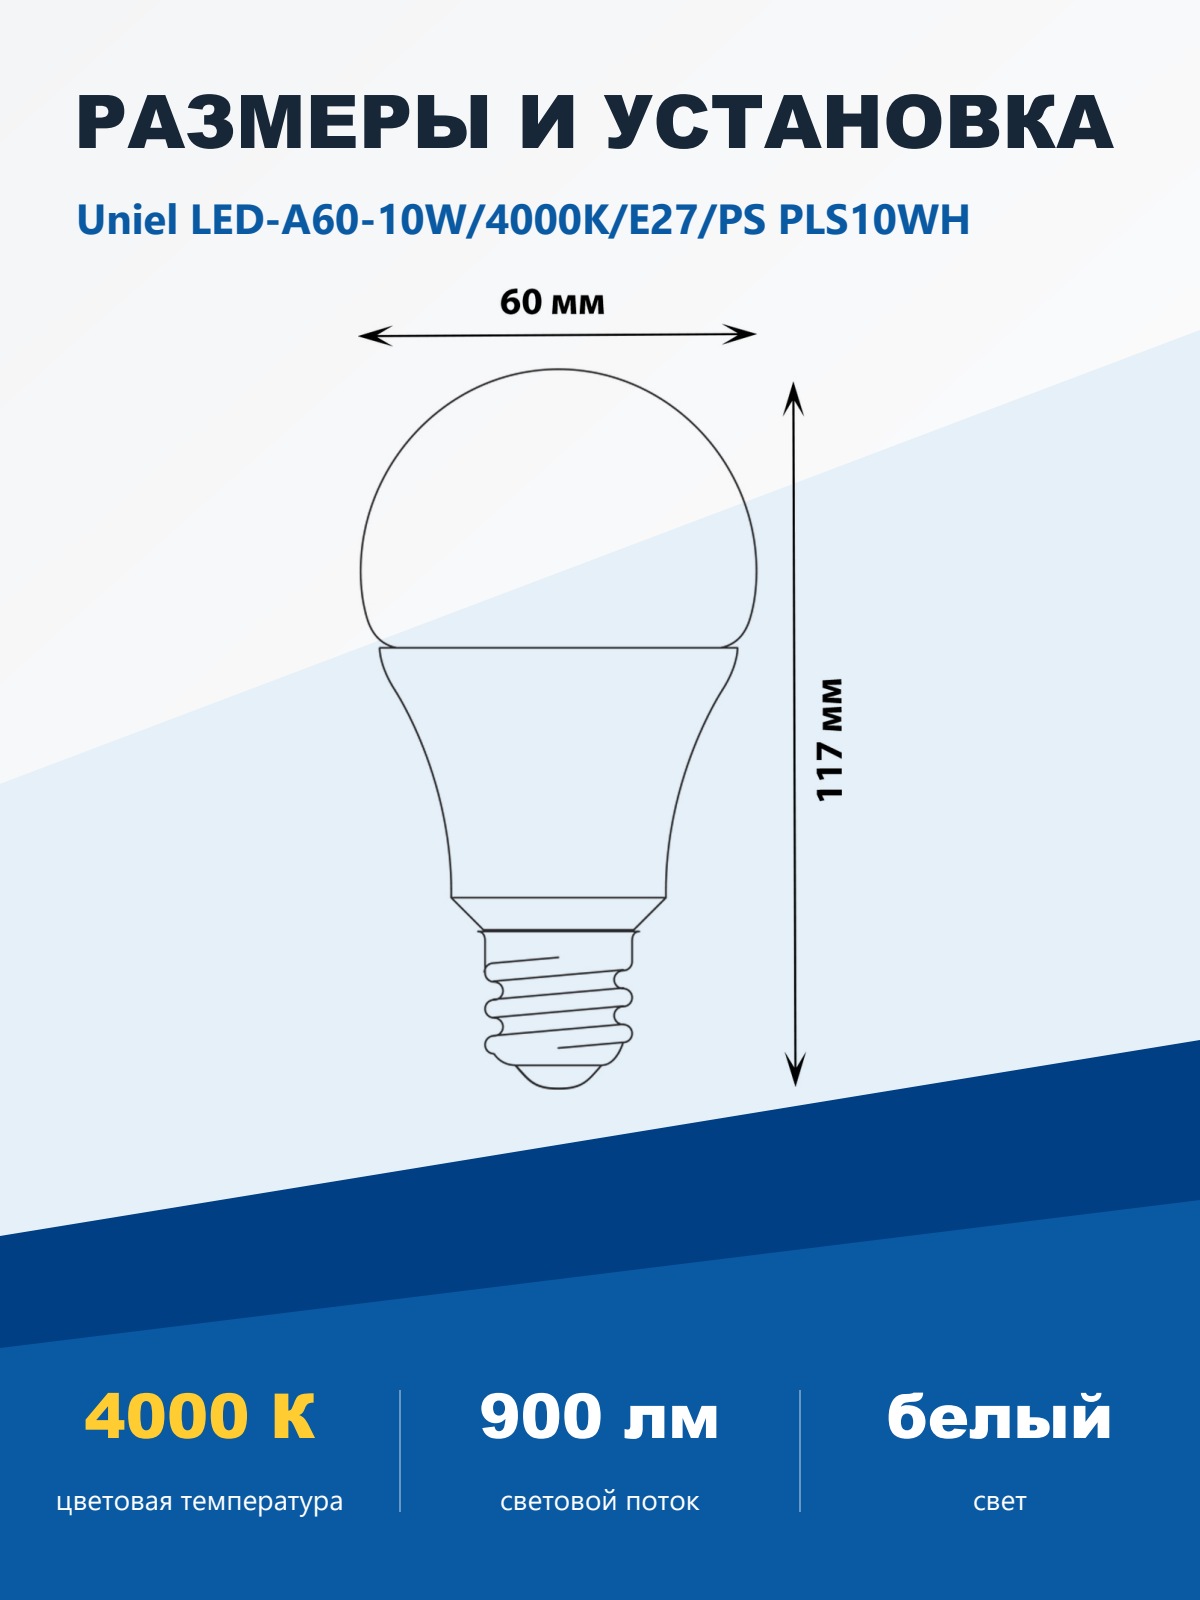 РАЗМЕРЫ И УСТАНОВКА
Uniel LED-A60-10W/4000K/E27/PS PLS10WH
60 мм
117 мм
4000 К
цветовая температура
900 лм
световой поток
белый
свет